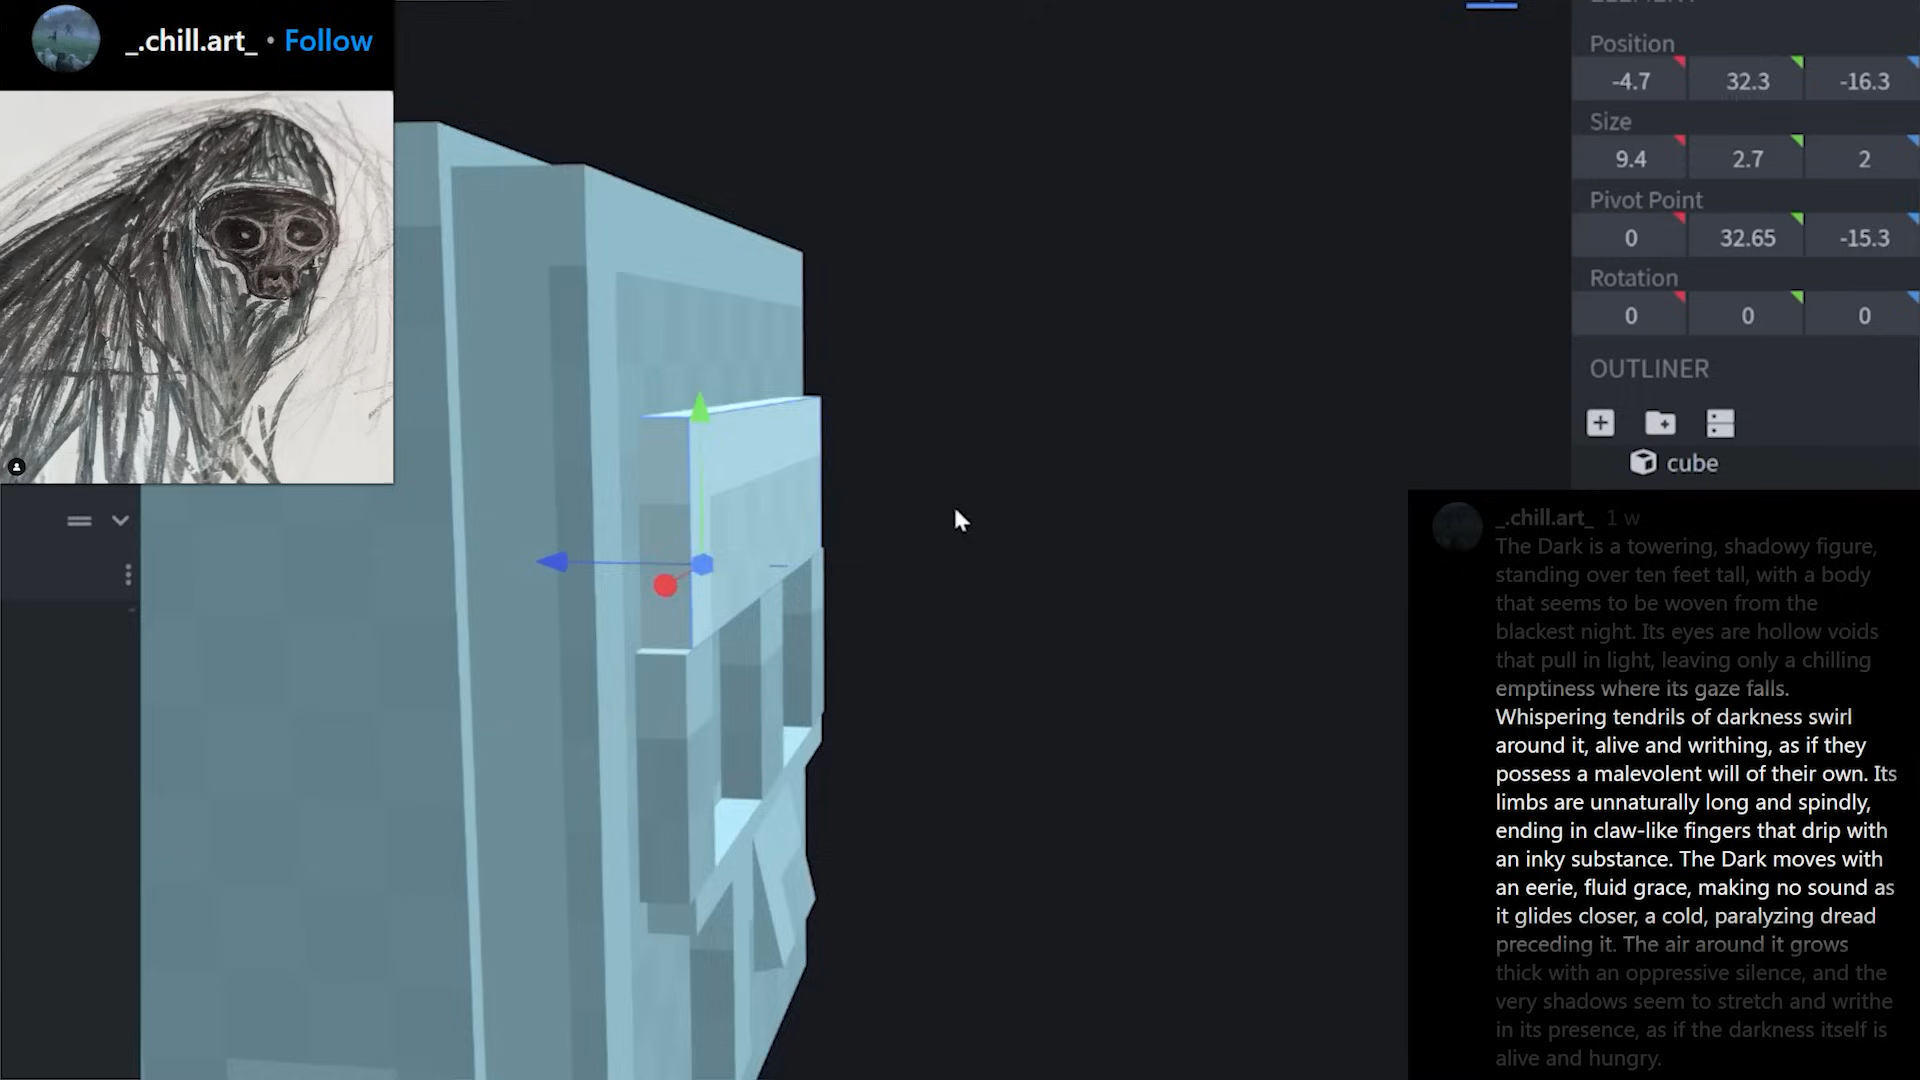 _.chill.art_ • Follow
ELEMENT
Position
-4.7 32.3 -16.3
Size
9.4 2.7 2
Pivot Point
0 32.65 -15.3
Rotation
0 0 0
OUTLINER
cube
_.chill.art_ 1 w
The Dark is a towering, shadowy figure,
standing over ten feet tall, with a body
that seems to be woven from the
blackest night. Its eyes are hollow voids
that pull in light, leaving only a chilling
emptiness where its gaze falls.
Whispering tendrils of darkness swirl
around it, alive and writhing, as if they
possess a malevolent will of their own. Its
limbs are unnaturally long and spindly,
ending in claw-like fingers that drip with
an inky substance. The Dark moves with
an eerie, fluid grace, making no sound as
it glides closer, a cold, paralyzing dread
preceding it. The air around it grows
thick with an oppressive silence, and the
very shadows seem to stretch and writhe
in its presence, as if the darkness itself is
alive and hungry.